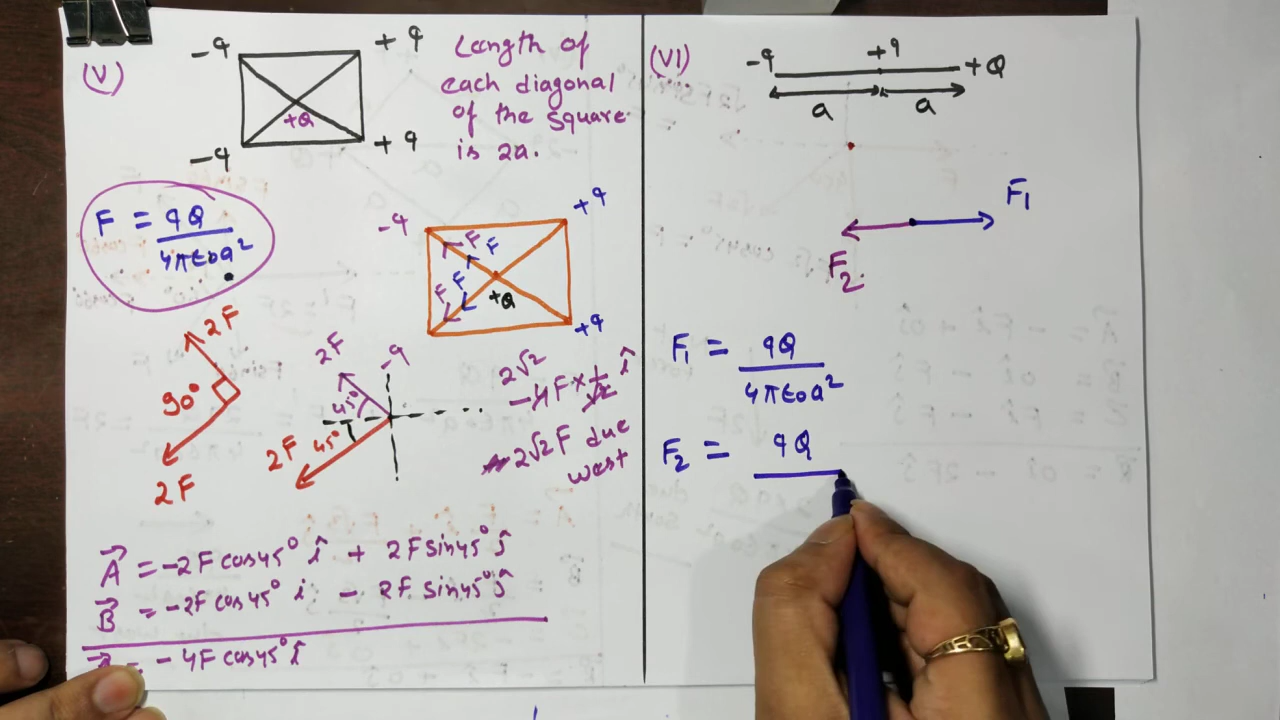 (V)
-q +q
+Q
-q +q
Length of
each diagonal
of the square
is 2a.
F = qQ
4πε0a²
-q +q
F F
F F
+Q
+q
2F
90°
2F
-q
2F
45°
2F 45°
2√2
-4F × 1/√2 î
2√2 F due
west
A⃗ = -2F cos45° î + 2F sin45° ĵ
B⃗ = -2F cos45° i - 2F sin45° ĵ
= -4F cos45° î
(VI)
-q +q +Q
a a
F1
F2
F1 = qQ
4πε0a²
F2 = qQ